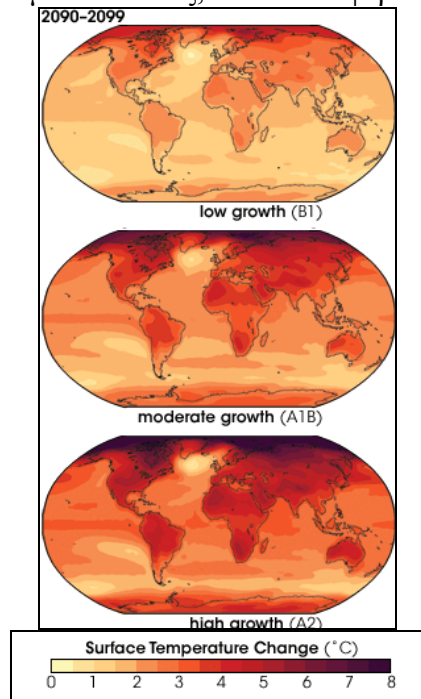 2090–2099
low growth (B1)
moderate growth (A1B)
high growth (A2)
Surface Temperature Change (°C)
0 1 2 3 4 5 6 7 8